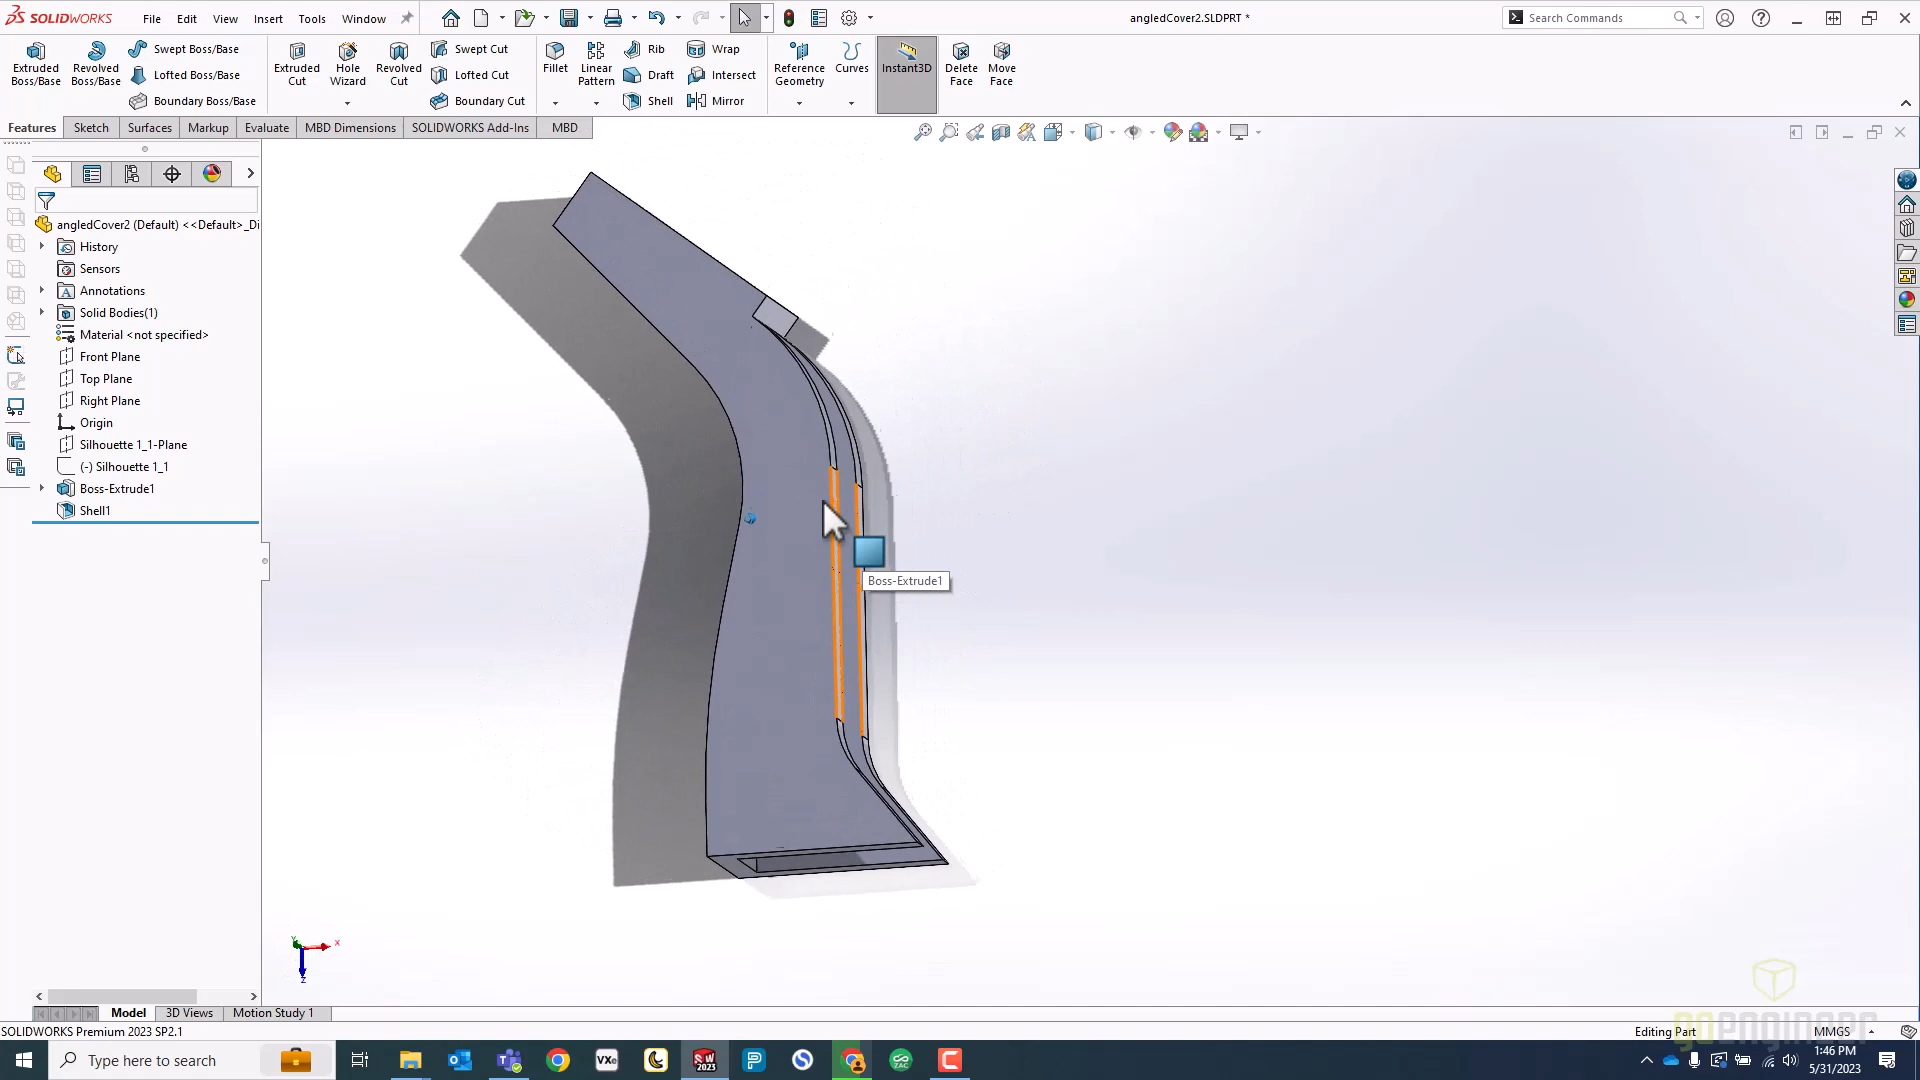 SOLIDWORKS
File Edit View Insert Tools Window
angledCover2.SLDPRT *
Search Commands
Extruded Boss/Base
Revolved Boss/Base
Swept Boss/Base
Lofted Boss/Base
Boundary Boss/Base
Extruded Cut
Hole Wizard
Revolved Cut
Swept Cut
Lofted Cut
Boundary Cut
Fillet
Linear Pattern
Rib
Draft
Shell
Wrap
Intersect
Mirror
Reference Geometry
Curves
Instant3D
Delete Face
Move Face
Features Sketch Surfaces Markup Evaluate MBD Dimensions SOLIDWORKS Add-Ins MBD
angledCover2 (Default) <<Default>_Di
History
Sensors
Annotations
Solid Bodies(1)
Material <not specified>
Front Plane
Top Plane
Right Plane
Origin
Silhouette 1_1-Plane
(-) Silhouette 1_1
Boss-Extrude1
Shell1
Boss-Extrude1
Y
X
Z
Model 3D Views Motion Study 1
SOLIDWORKS Premium 2023 SP2.1
Editing Part
MMGS
GOENGINEER
Type here to search
VXe
SW 2023
ZAC
1:46 PM
5/31/2023